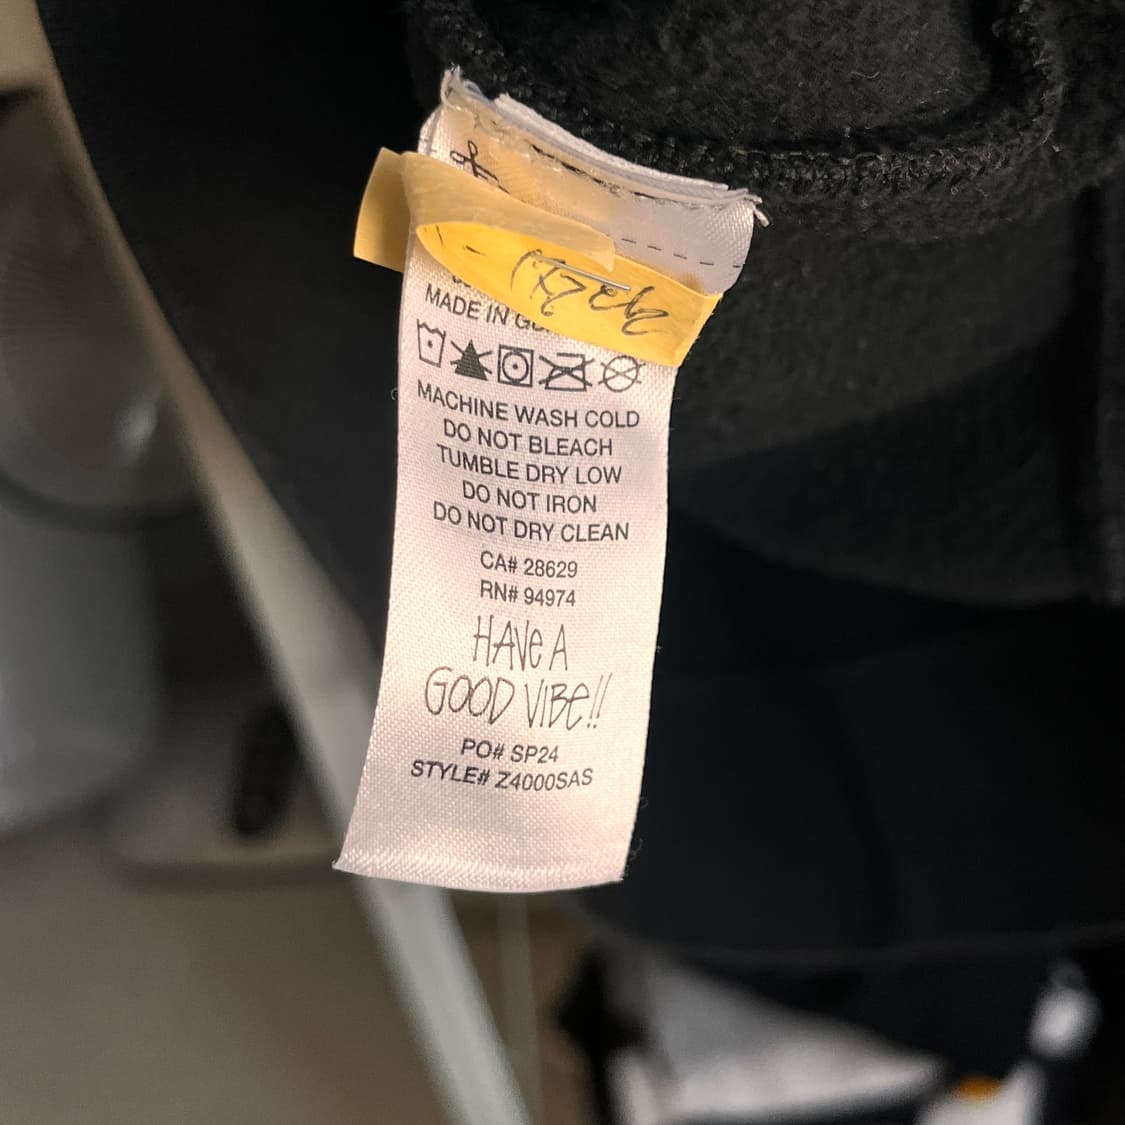 MADE IN
MACHINE WASH COLD
DO NOT BLEACH
TUMBLE DRY LOW
DO NOT IRON
DO NOT DRY CLEAN
CA# 28629
RN# 94974
HAVE A
GOOD VIBE!!
PO# SP24
STYLE# Z4000SAS